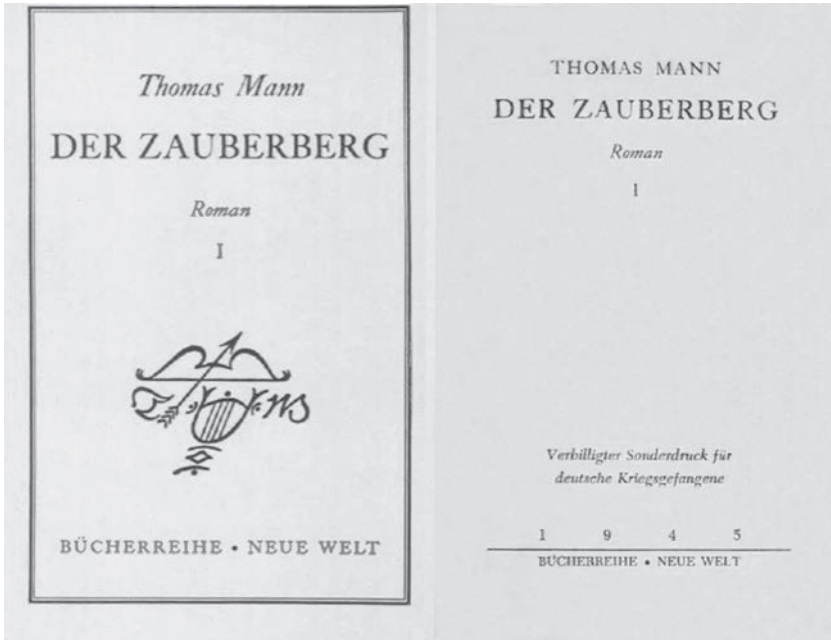 Thomas Mann
DER ZAUBERBERG
Roman
I
BÜCHERREIHE • NEUE WELT
THOMAS MANN
DER ZAUBERBERG
Roman
I
Verbilligter Sonderdruck für
deutsche Kriegsgefangene
1 9 4 5
BÜCHERREIHE • NEUE WELT